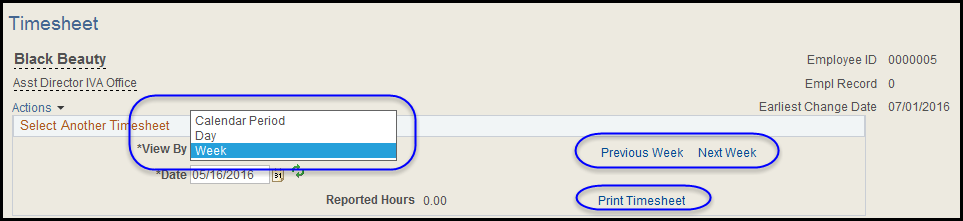 Timesheet
Black Beauty
Employee ID 0000005
Asst Director IVA Office
Empl Record 0
Actions
Earliest Change Date 07/01/2016
Select Another Timesheet
Calendar Period
Day
*View By Week
Previous Week Next Week
*Date 05/16/2016 31
Reported Hours 0.00
Print Timesheet